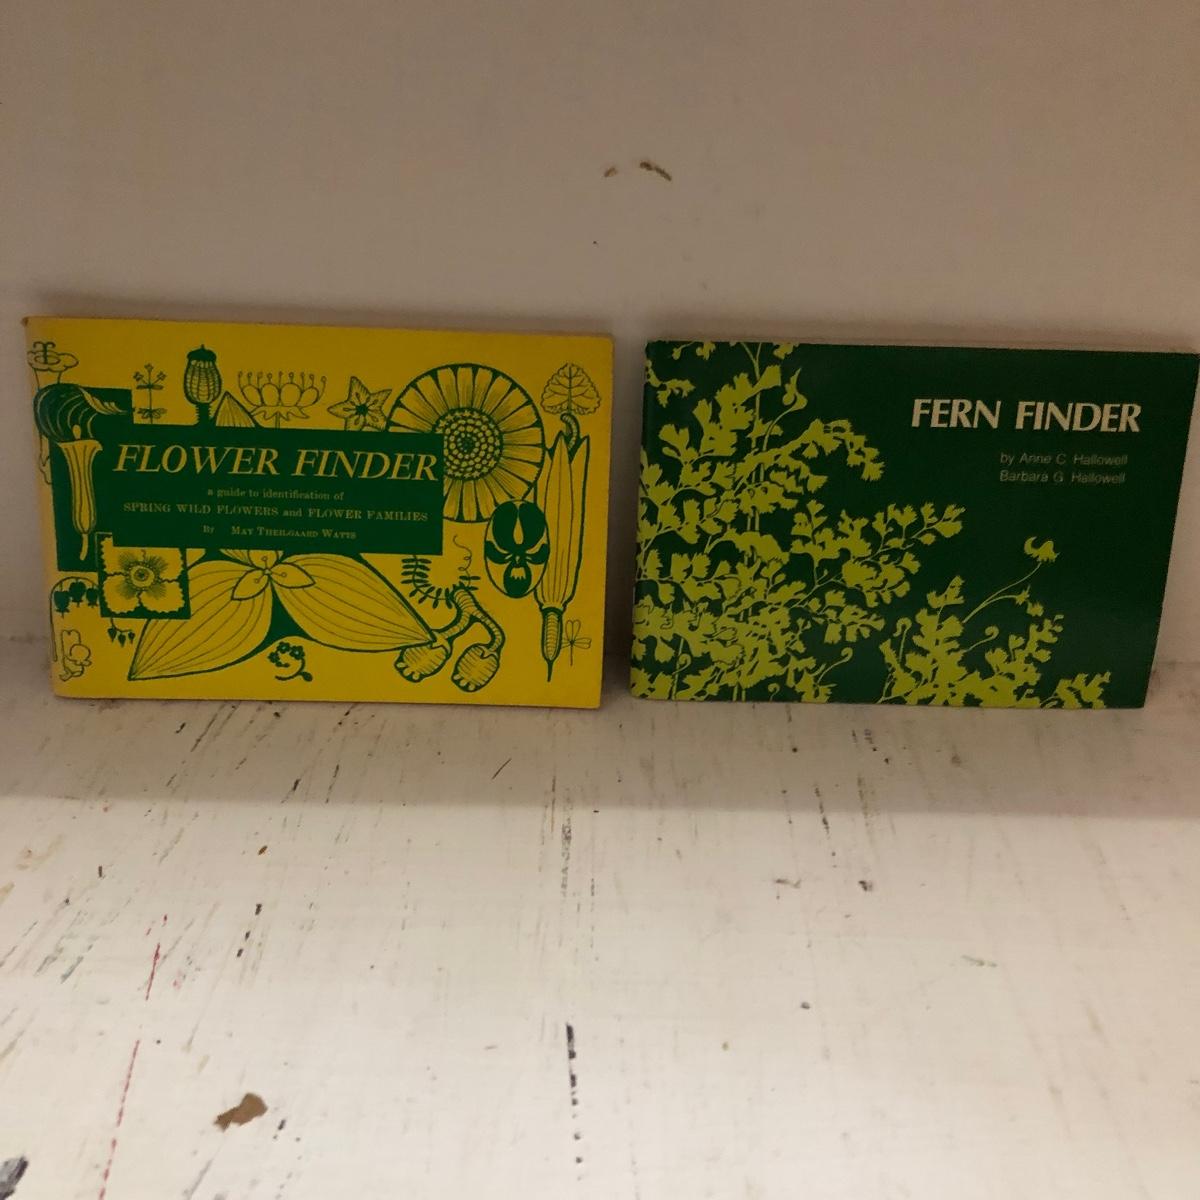 FLOWER FINDER
a guide to identification of
SPRING WILD FLOWERS and FLOWER FAMILIES
By MAY THEILGAARD WATTS
FERN FINDER
by Anne C. Hallowell
Barbara G. Hallowell